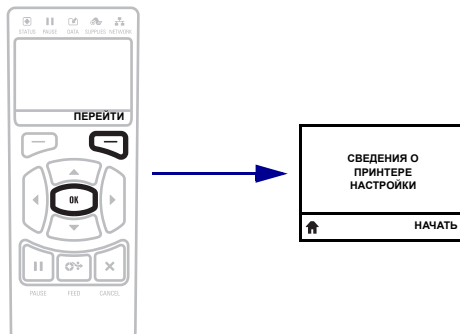 STATUS PAUSE DATA SUPPLIES NETWORK
ПЕРЕЙТИ
OK
PAUSE FEED CANCEL
СВЕДЕНИЯ О
ПРИНТЕРЕ
НАСТРОЙКИ
НАЧАТЬ